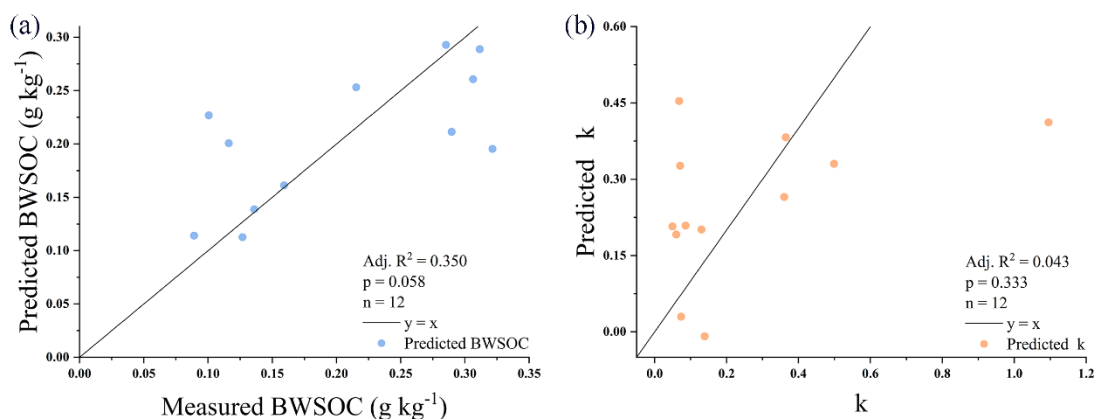 (a)
Predicted BWSOC (g kg⁻¹)
0.30
0.25
0.20
0.15
0.10
0.05
0.00
0.00 0.05 0.10 0.15 0.20 0.25 0.30 0.35
Measured BWSOC (g kg⁻¹)
Adj. R² = 0.350
p = 0.058
n = 12
y = x
Predicted BWSOC
(b)
Predicted k
0.60
0.45
0.30
0.15
0.00
0.0 0.2 0.4 0.6 0.8 1.0 1.2
k
Adj. R² = 0.043
p = 0.333
n = 12
y = x
Predicted k